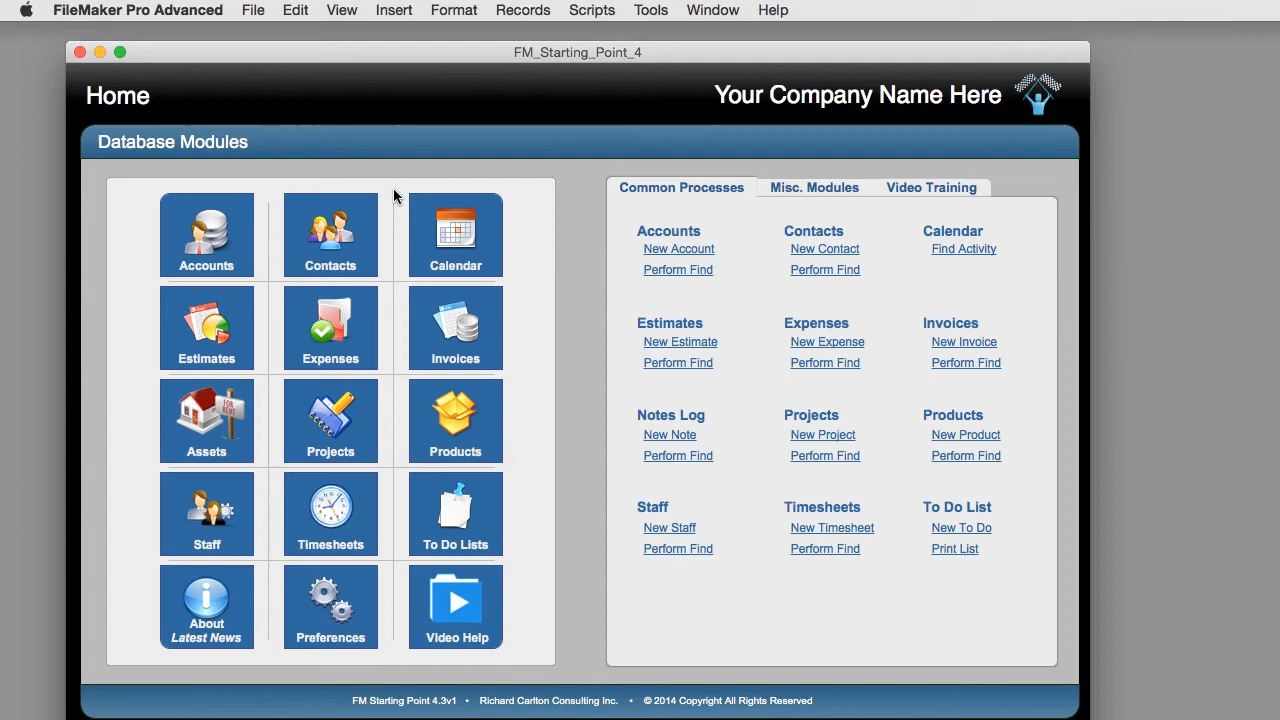 FileMaker Pro Advanced File Edit View Insert Format Records Scripts Tools Window Help
FM_Starting_Point_4
Home
Your Company Name Here
Database Modules
Accounts
Contacts
Calendar
Estimates
Expenses
Invoices
Assets
FOR RENT
Projects
Products
Staff
Timesheets
To Do Lists
About
Latest News
Preferences
Video Help
Common Processes
Misc. Modules
Video Training
Accounts
New Account
Perform Find
Contacts
New Contact
Perform Find
Calendar
Find Activity
Estimates
New Estimate
Perform Find
Expenses
New Expense
Perform Find
Invoices
New Invoice
Perform Find
Notes Log
New Note
Perform Find
Projects
New Project
Perform Find
Products
New Product
Perform Find
Staff
New Staff
Perform Find
Timesheets
New Timesheet
Perform Find
To Do List
New To Do
Print List
FM Starting Point 4.3v1 • Richard Carlton Consulting Inc. • © 2014 Copyright All Rights Reserved